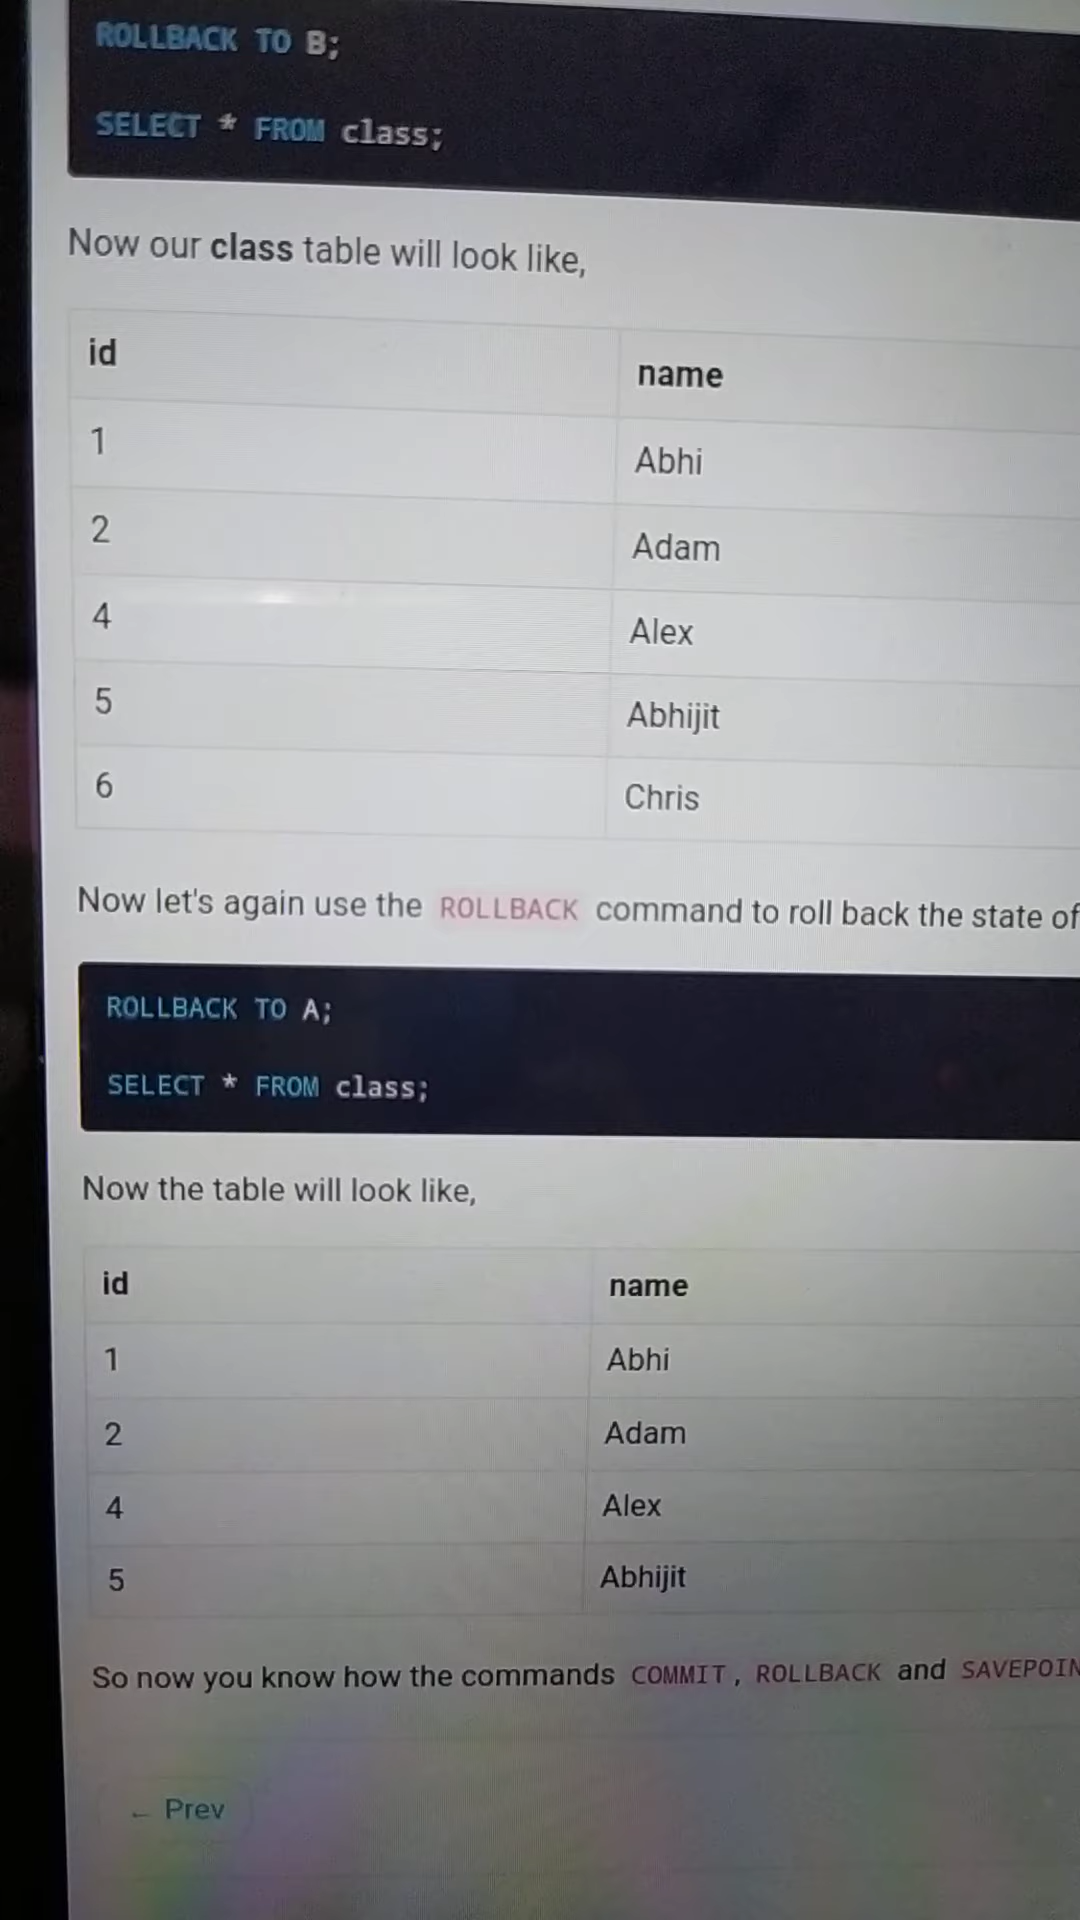 ROLLBACK TO B;
SELECT * FROM class;
Now our class table will look like,
id name
1 Abhi
2 Adam
4 Alex
5 Abhijit
6 Chris
Now let's again use the ROLLBACK command to roll back the state of
ROLLBACK TO A;
SELECT * FROM class;
Now the table will look like,
id name
1 Abhi
2 Adam
4 Alex
5 Abhijit
So now you know how the commands COMMIT, ROLLBACK and SAVEPOIN
← Prev